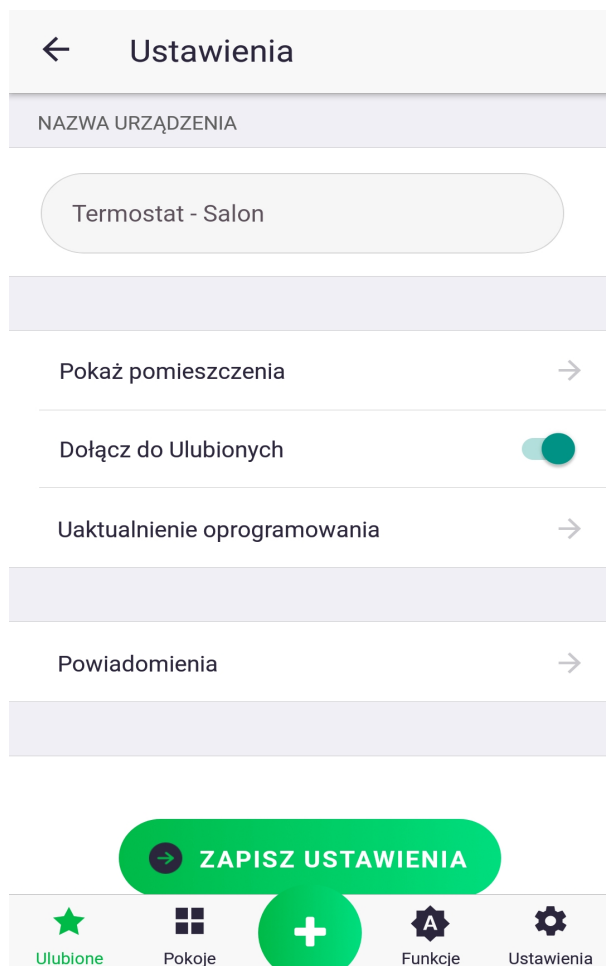 Ustawienia
NAZWA URZĄDZENIA
Termostat - Salon
Pokaż pomieszczenia
Dołącz do Ulubionych
Uaktualnienie oprogramowania
Powiadomienia
ZAPISZ USTAWIENIA
A
Ulubione Pokoje Funkcje Ustawienia